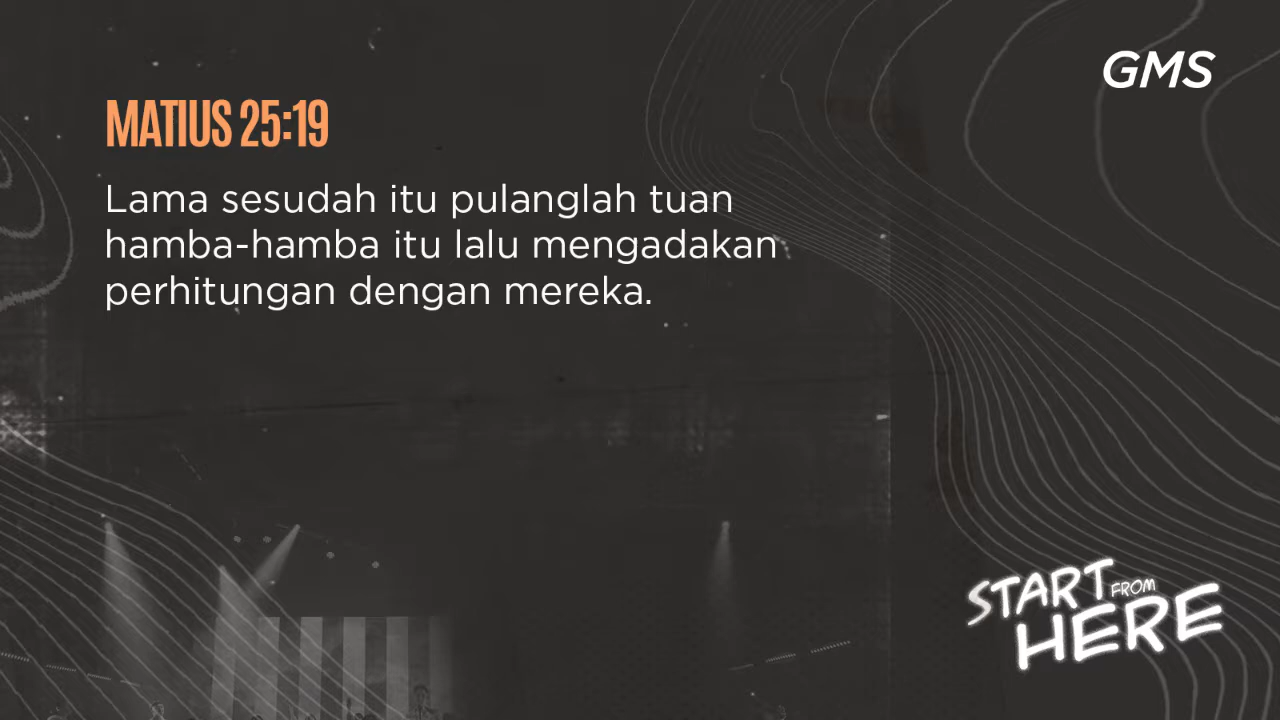 GMS
MATIUS 25:19
Lama sesudah itu pulanglah tuan
hamba-hamba itu lalu mengadakan
perhitungan dengan mereka.
START FROM
HERE